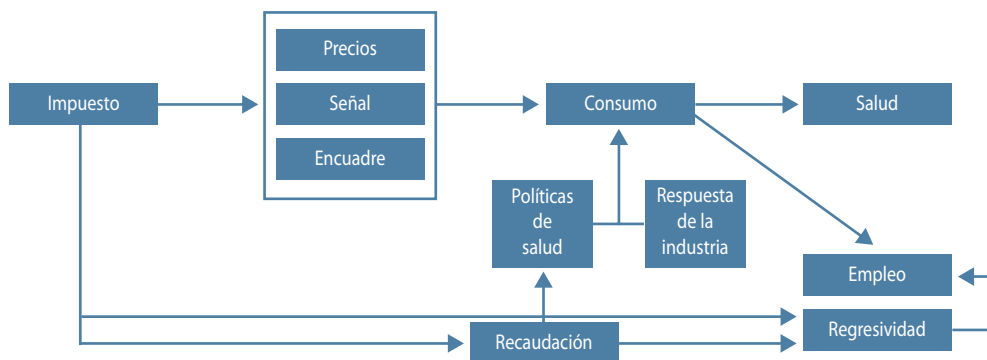 Precios
Impuesto
Señal
Consumo
Salud
Encuadre
Políticas
de
salud
Respuesta
de la
industria
Empleo
Regresividad
Recaudación